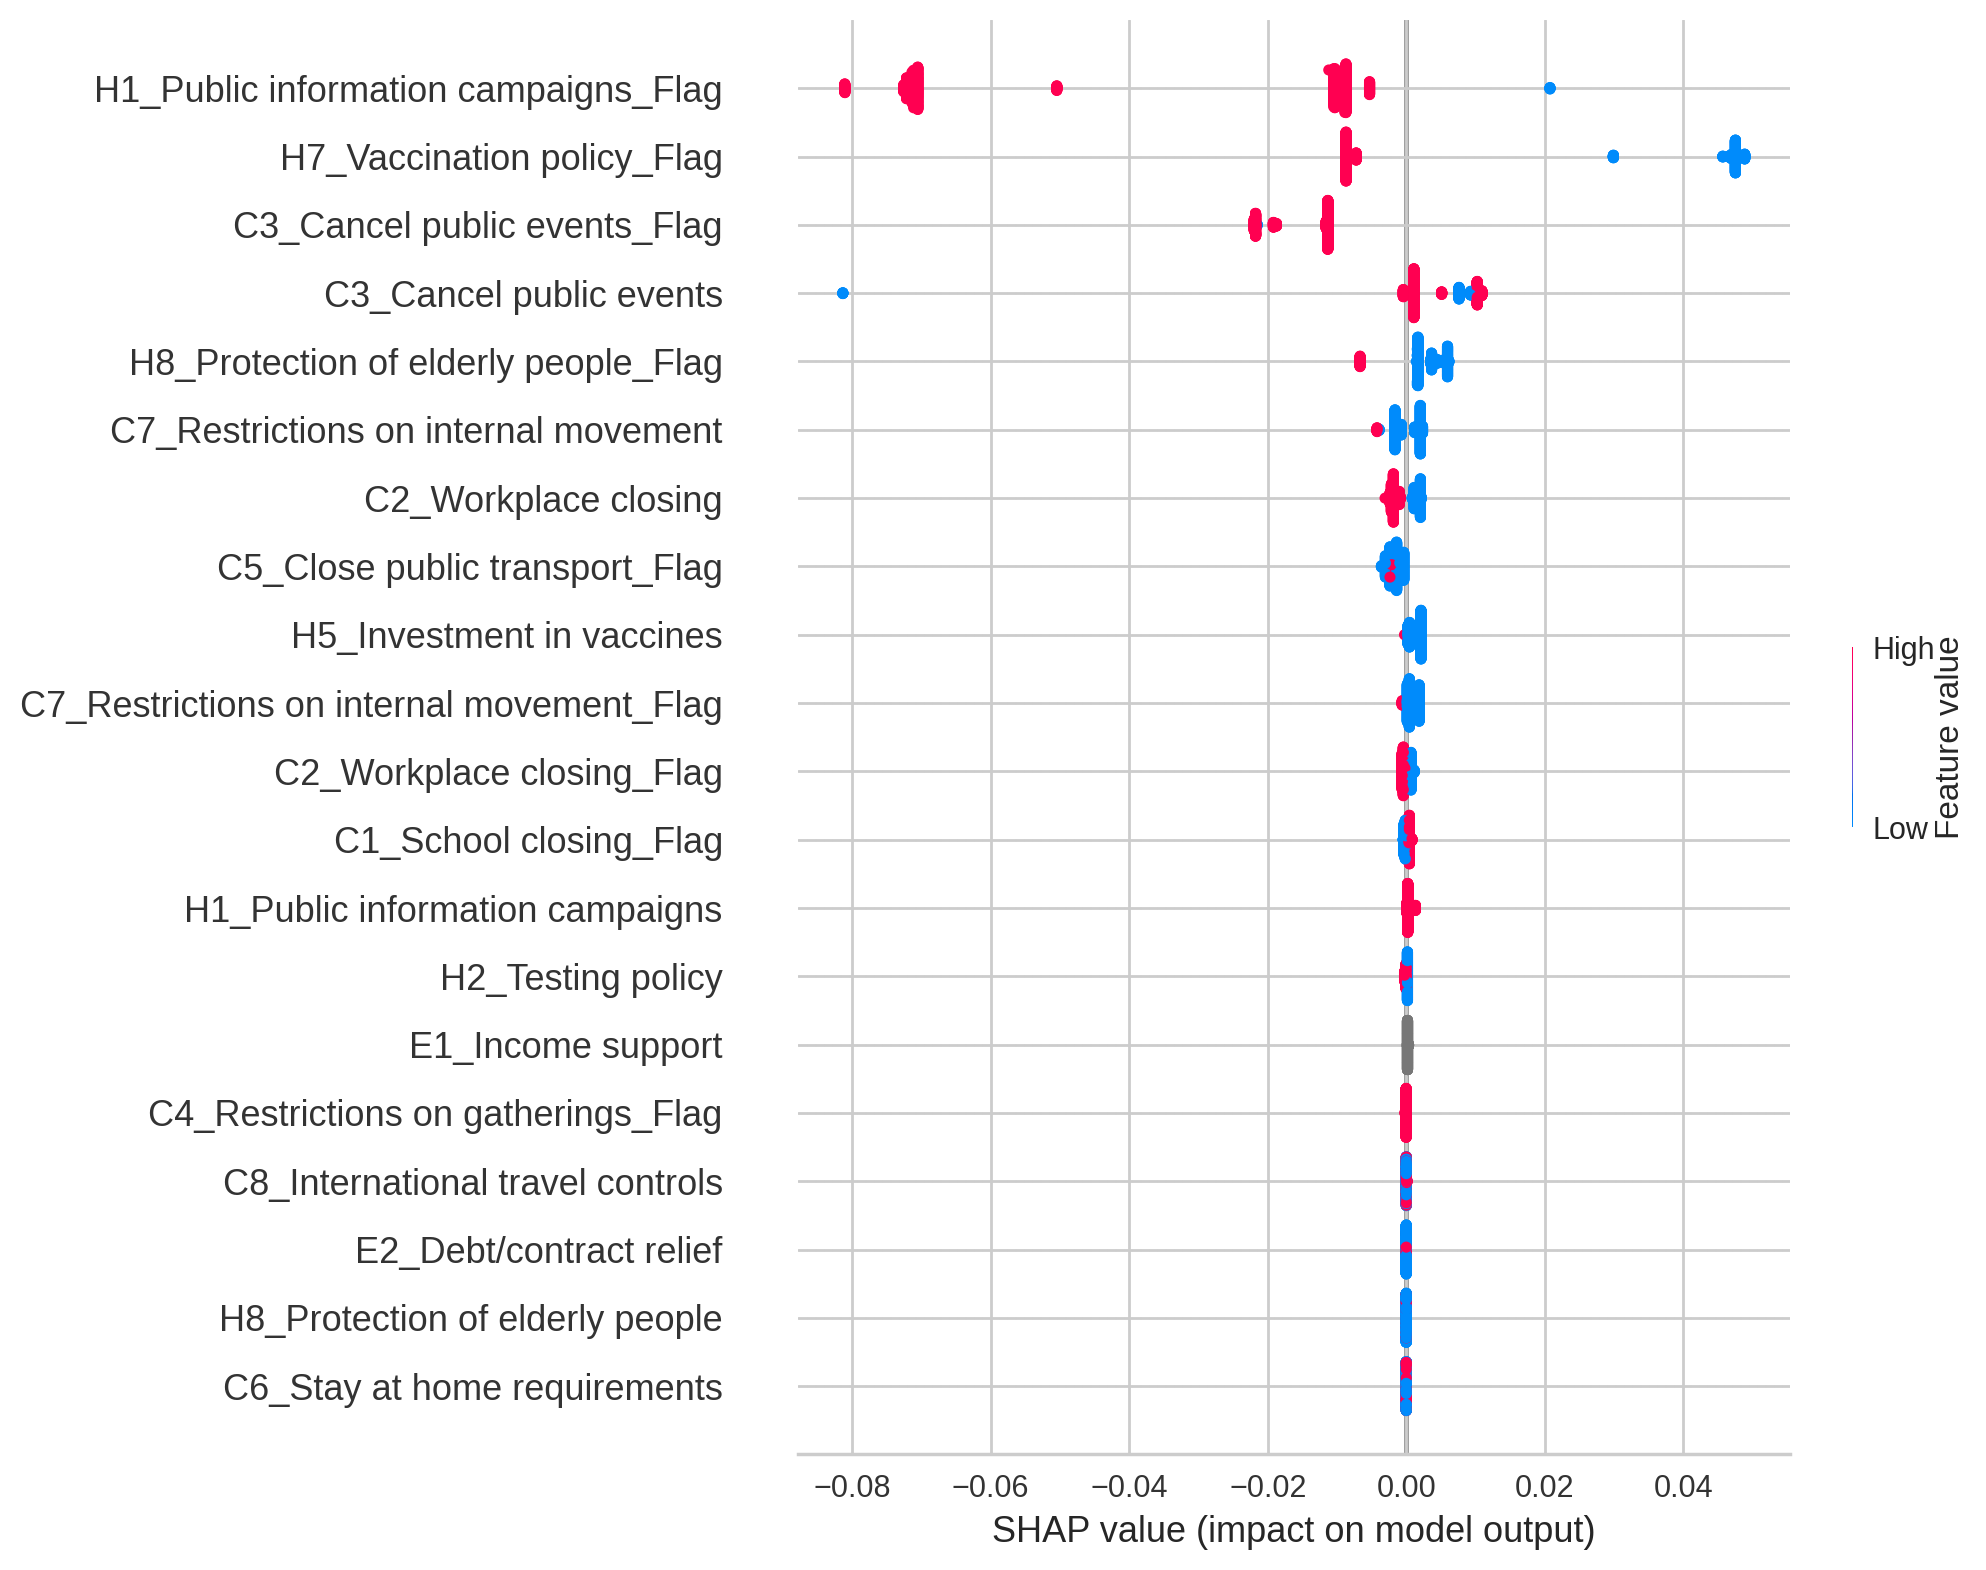 H1_Public information campaigns_Flag
H7_Vaccination policy_Flag
C3_Cancel public events_Flag
C3_Cancel public events
H8_Protection of elderly people_Flag
C7_Restrictions on internal movement
C2_Workplace closing
C5_Close public transport_Flag
H5_Investment in vaccines
C7_Restrictions on internal movement_Flag
C2_Workplace closing_Flag
C1_School closing_Flag
H1_Public information campaigns
H2_Testing policy
E1_Income support
C4_Restrictions on gatherings_Flag
C8_International travel controls
E2_Debt/contract relief
H8_Protection of elderly people
C6_Stay at home requirements
−0.08 −0.06 −0.04 −0.02 0.00 0.02 0.04
SHAP value (impact on model output)
High
Low
Feature value